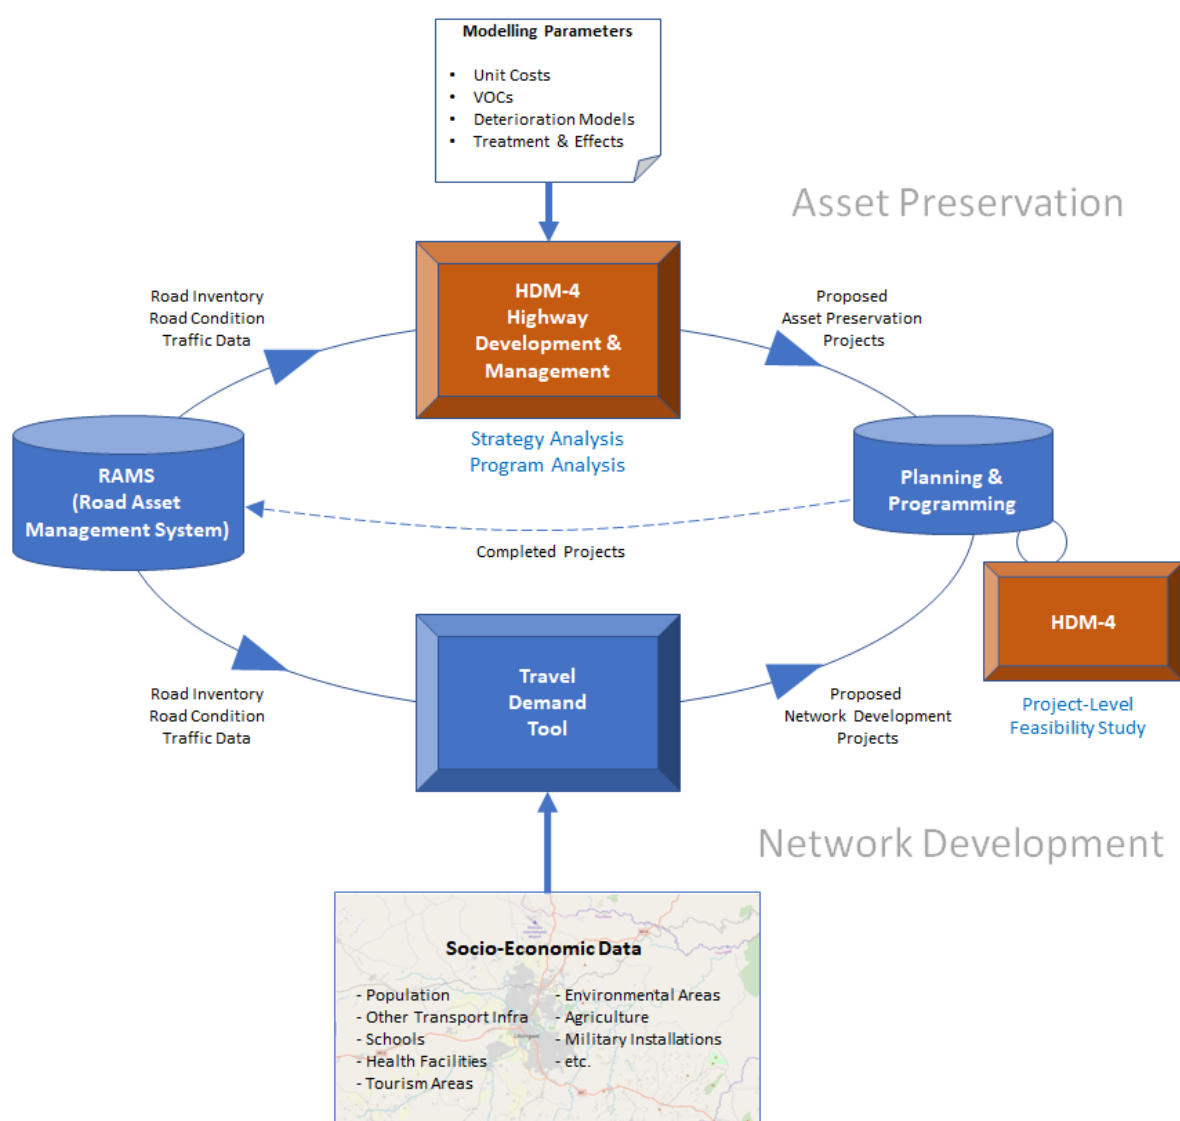 Modelling Parameters
• Unit Costs
• VOCs
• Deterioration Models
• Treatment & Effects
Asset Preservation
HDM-4
Highway
Development &
Management
Road Inventory
Road Condition
Traffic Data
Proposed
Asset Preservation
Projects
Strategy Analysis
Program Analysis
RAMS
(Road Asset
Management System)
Planning &
Programming
Completed Projects
HDM-4
Project-Level
Feasibility Study
Travel
Demand
Tool
Road Inventory
Road Condition
Traffic Data
Proposed
Network Development
Projects
Network Development
Socio-Economic Data
- Population
- Other Transport Infra
- Schools
- Health Facilities
- Tourism Areas
- Environmental Areas
- Agriculture
- Military Installations
- etc.